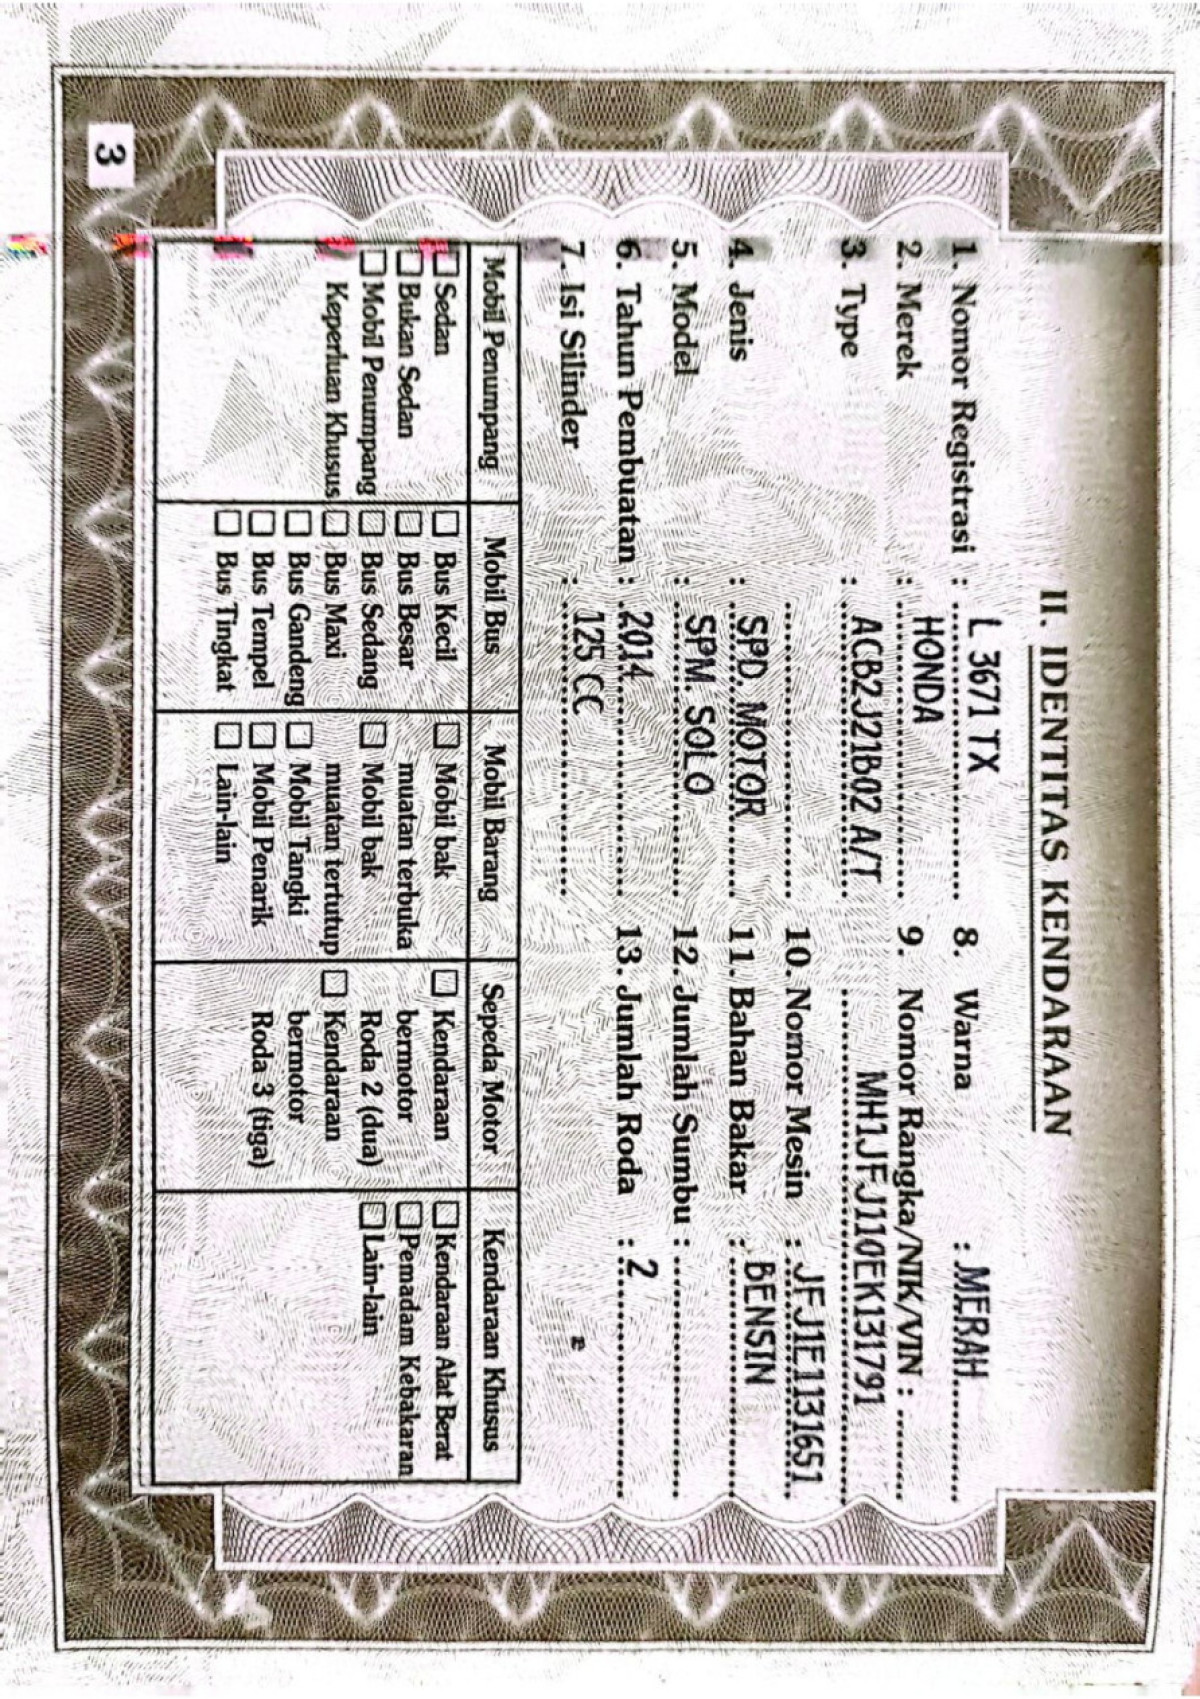 II. IDENTITAS KENDARAAN
1. Nomor Registrasi : L 3671 TX
2. Merek : HONDA
3. Type : ACB2J21B02 A/T
4. Jenis : SPD. MOTOR
5. Model : SPM. SOLO
6. Tahun Pembuatan : 2014
7. Isi Silinder : 125 CC
8. Warna : MERAH
9. Nomor Rangka/NIK/VIN :
MH1JFJ110EK131791
10. Nomor Mesin : JFJ1E1131651
11. Bahan Bakar : BENSIN
12. Jumlah Sumbu :
13. Jumlah Roda : 2
Mobil Penumpang
Sedan
Bukan Sedan
Mobil Penumpang
Keperluan Khusus
Mobil Bus
Bus Kecil
Bus Besar
Bus Sedang
Bus Maxi
Bus Gandeng
Bus Tempel
Bus Tingkat
Mobil Barang
Mobil bak
muatan terbuka
Mobil bak
muatan tertutup
Mobil Tangki
Mobil Penarik
Lain-lain
Sepeda Motor
Kendaraan
bermotor
Roda 2 (dua)
Kendaraan
bermotor
Roda 3 (tiga)
Kendaraan Khusus
Kendaraan Alat Berat
Pemadam Kebakaran
Lain-lain
3